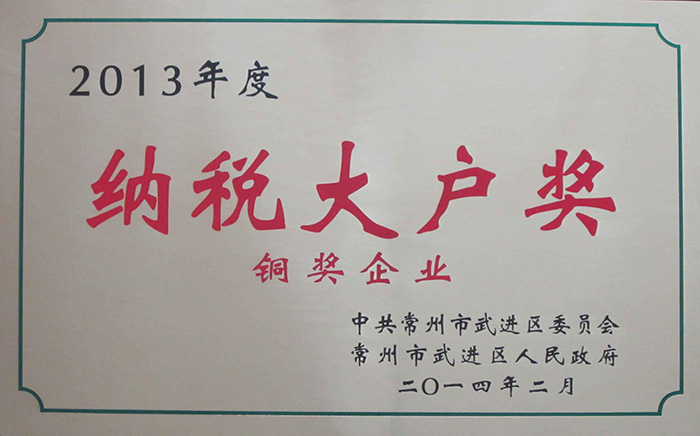 2013年度
纳税大户奖
铜奖企业
中共常州市武进区委员会
常州市武进区人民政府
二〇一四年二月